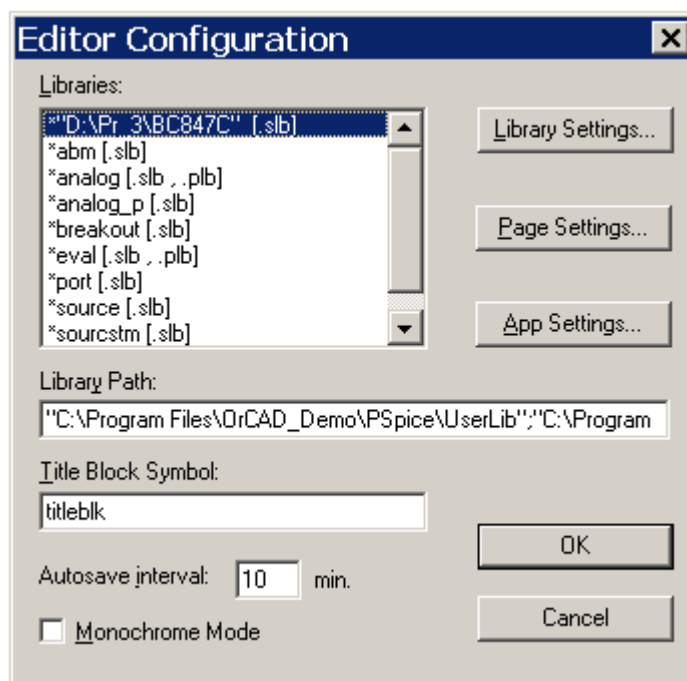 Editor Configuration
Libraries:
*"D:\Pr_3\BC847C" [.slb]
*abm [.slb]
*analog [.slb , .plb]
*analog_p [.slb]
*breakout [.slb]
*eval [.slb , .plb]
*port [.slb]
*source [.slb]
*sourcstm [.slb]
Library Settings...
Page Settings...
App Settings...
Library Path:
"C:\Program Files\OrCAD_Demo\PSpice\UserLib";"C:\Program
Title Block Symbol:
titleblk
Autosave interval: 10 min.
Monochrome Mode
OK
Cancel